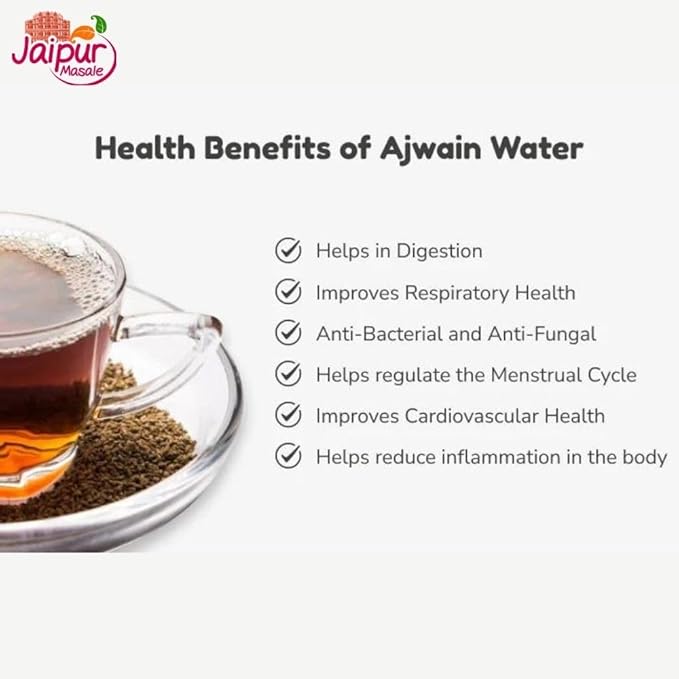 Jaipur
Masale
Health Benefits of Ajwain Water
Helps in Digestion
Improves Respiratory Health
Anti-Bacterial and Anti-Fungal
Helps regulate the Menstrual Cycle
Improves Cardiovascular Health
Helps reduce inflammation in the body